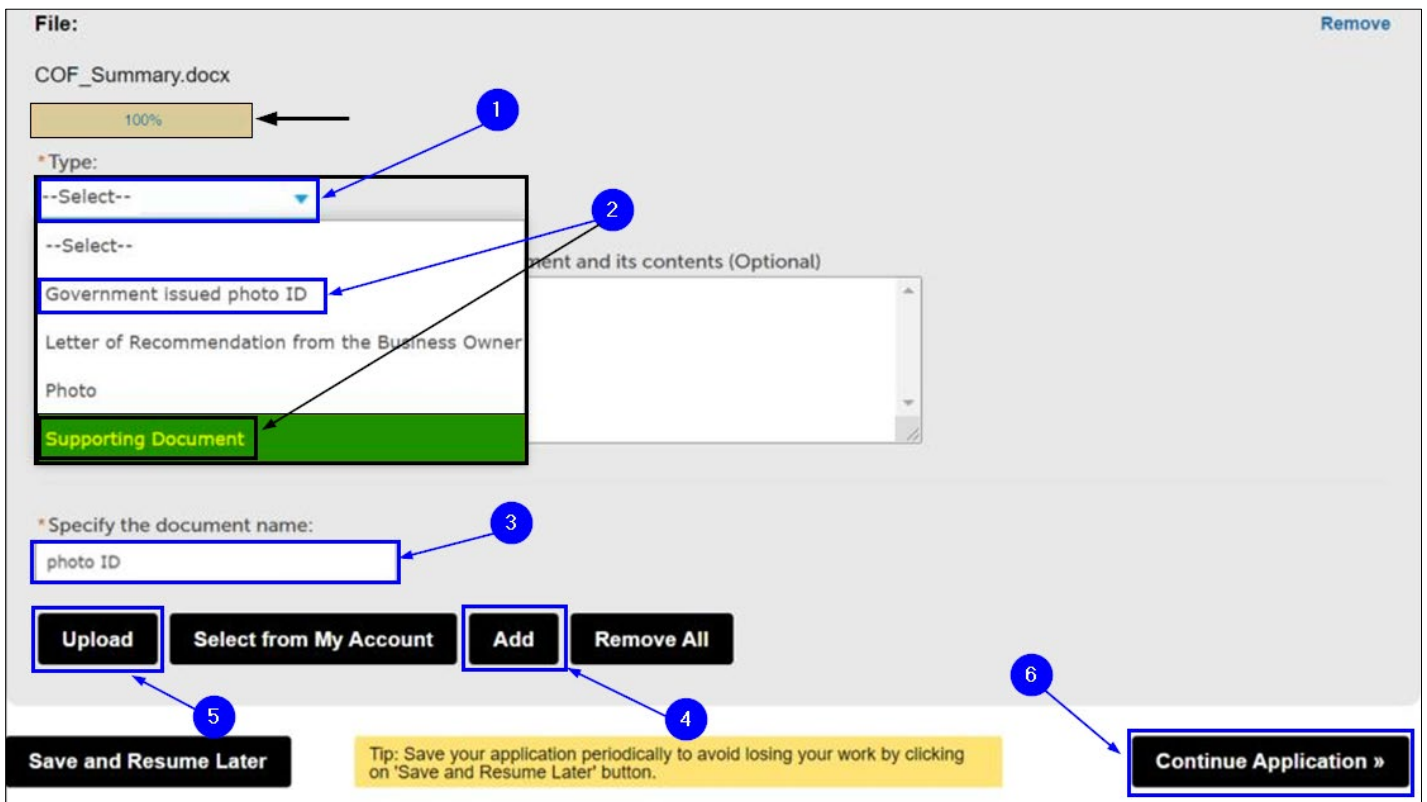 File:
Remove
COF_Summary.docx
100%
1
*Type:
--Select--
2
--Select--
ment and its contents (Optional)
Government issued photo ID
Letter of Recommendation from the Business Owner
Photo
Supporting Document
*Specify the document name:
3
photo ID
Upload
Select from My Account
Add
Remove All
6
5
4
Save and Resume Later
Tip: Save your application periodically to avoid losing your work by clicking
on 'Save and Resume Later' button.
Continue Application »